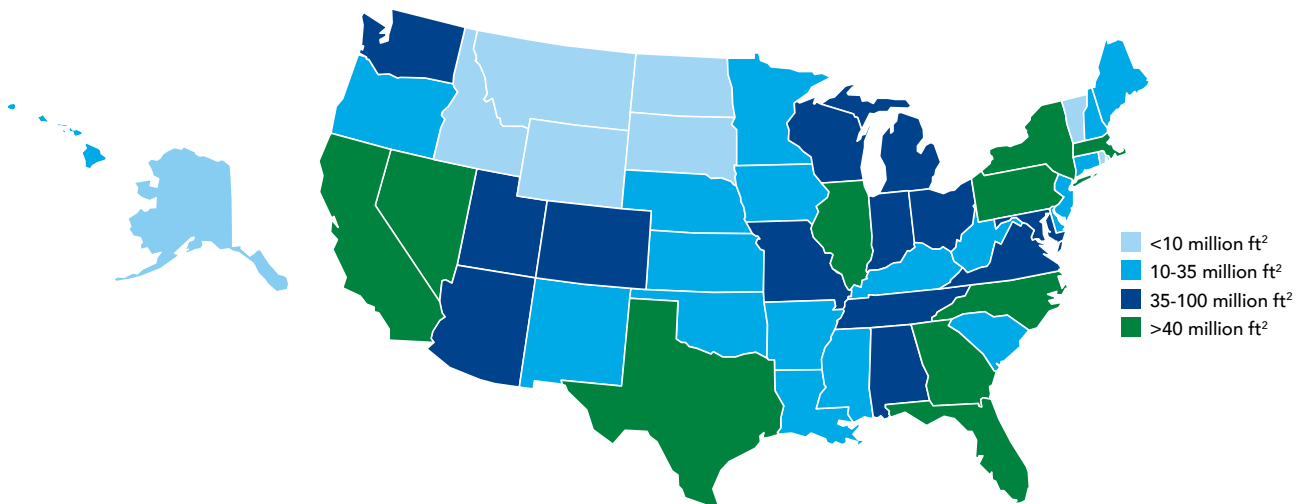 <10 million ft²
10-35 million ft²
35-100 million ft²
>40 million ft²